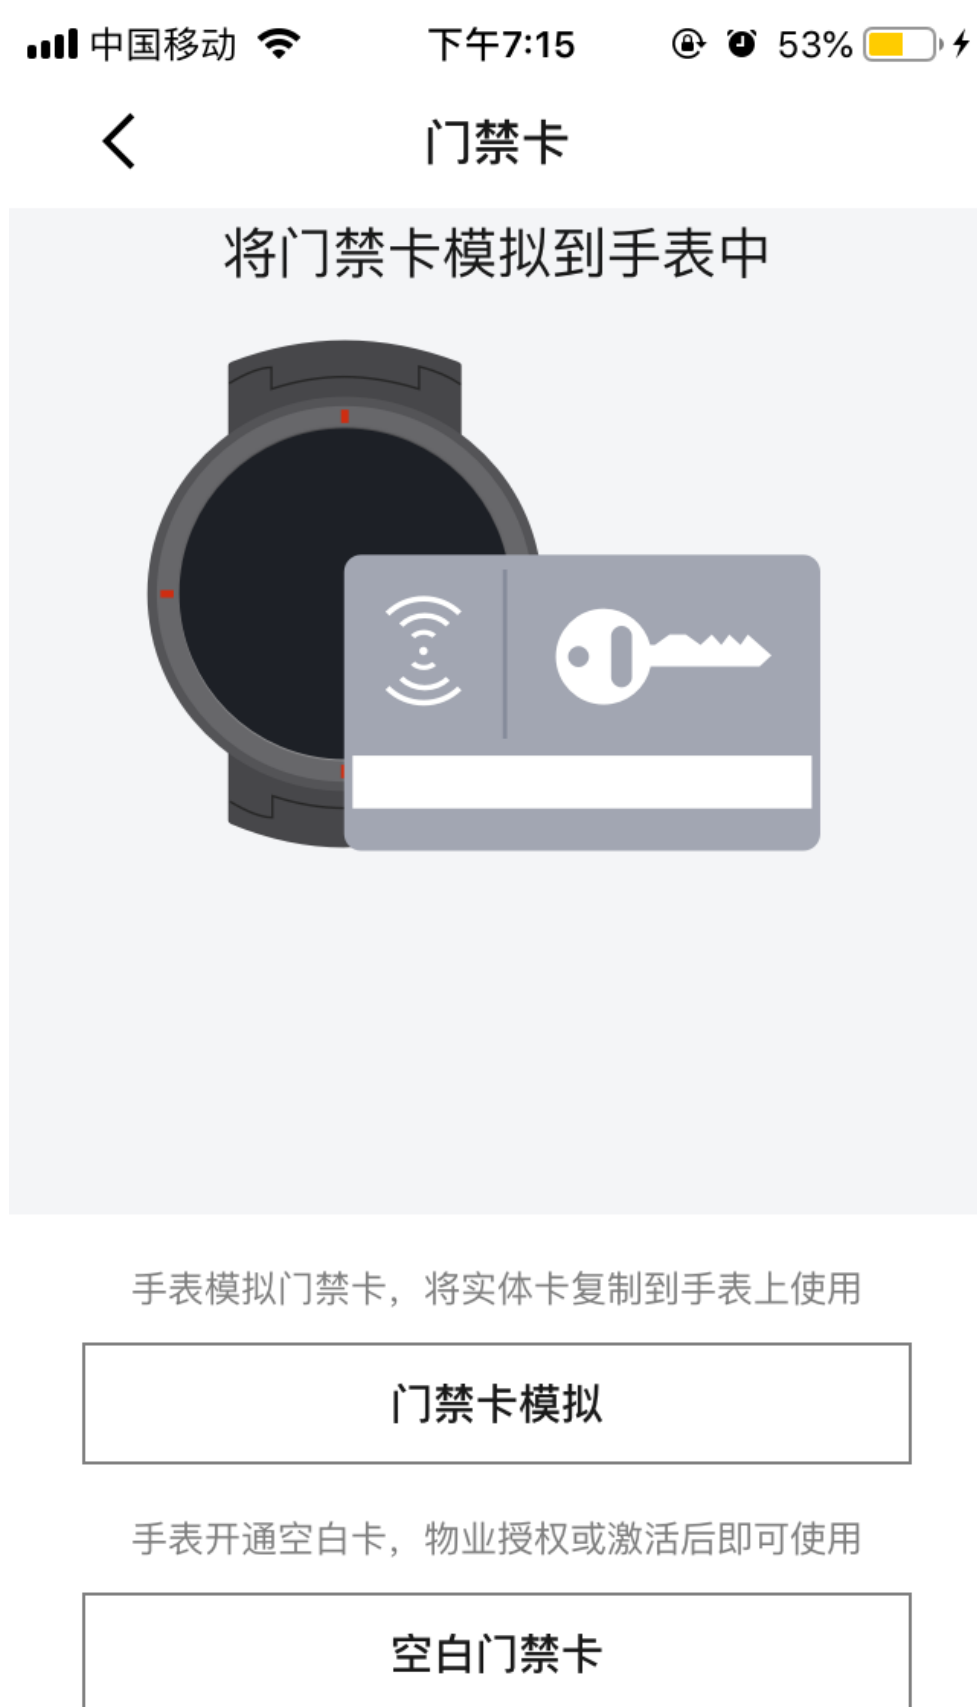 中国移动 下午7:15 53%
门禁卡
将门禁卡模拟到手表中
手表模拟门禁卡，将实体卡复制到手表上使用
门禁卡模拟
手表开通空白卡，物业授权或激活后即可使用
空白门禁卡